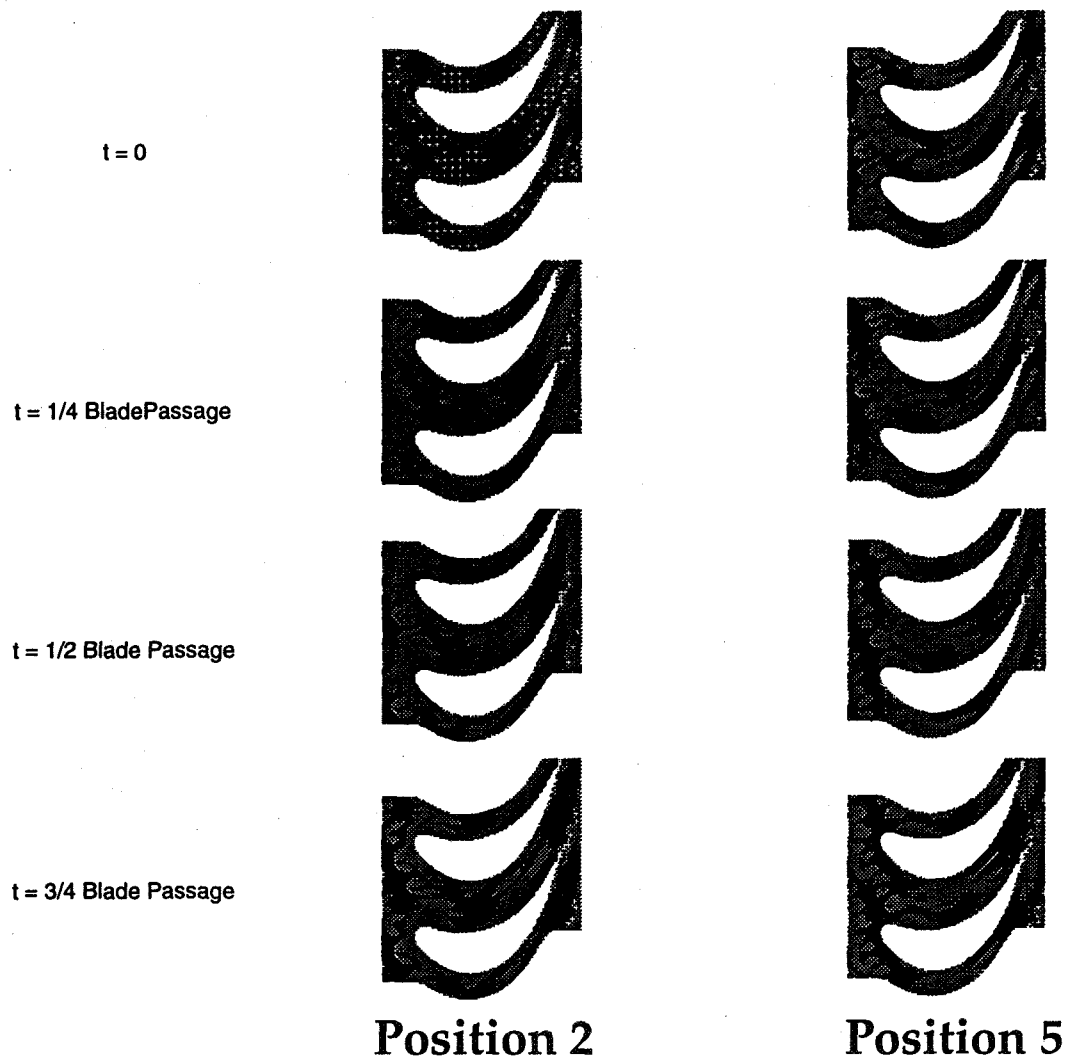 t = 0
t = 1/4 BladePassage
t = 1/2 Blade Passage
t = 3/4 Blade Passage
Position 2
Position 5